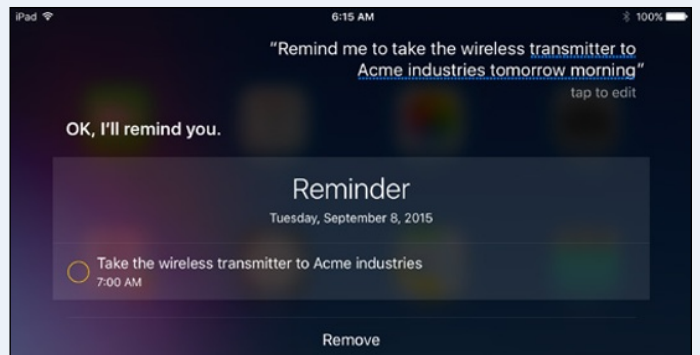 iPad 6:15 AM 100%
"Remind me to take the wireless transmitter to
Acme industries tomorrow morning"
tap to edit
OK, I'll remind you.
Reminder
Tuesday, September 8, 2015
Take the wireless transmitter to Acme industries
7:00 AM
Remove